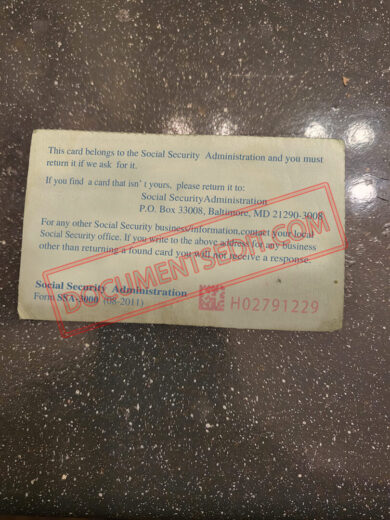 This card belongs to the Social Security Administration and you must
return it if we ask for it.
If you find a card that isn' t yours, please return it to:
Social SecurityAdministration
P.O. Box 33008, Baltimore, MD 21290-3008
For any other Social Security business/information,contact your local
Social Security office. If you write to the above address for any business
other than returning a found card you will not receive a response.
DOCUMENTSEDIT.COM
Social Security Administration
Form SSA-3000 (08-2011)
H02791229